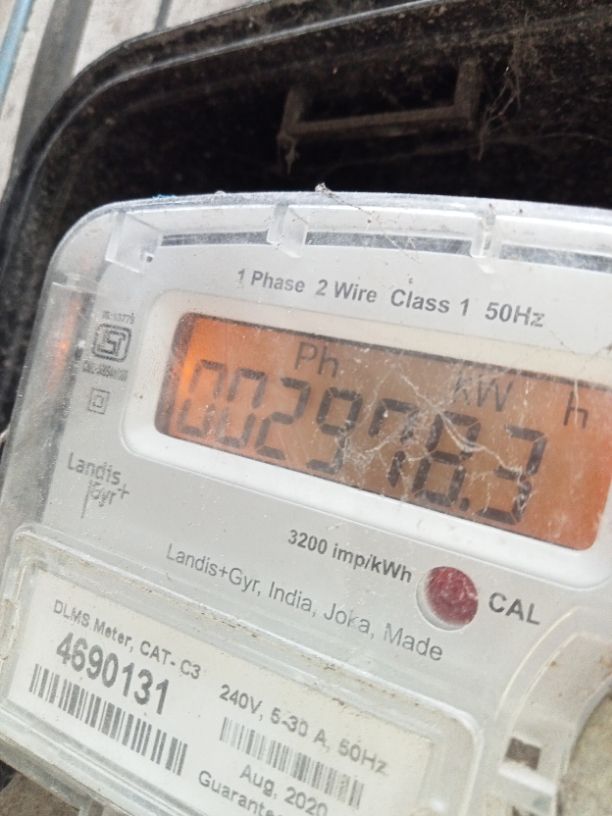 1 Phase 2 Wire Class 1 50Hz
Ph kW h
002978.3
Landis+
Gyr
3200 imp/kWh
CAL
Landis+Gyr, India, Joka, Made
DLMS Meter, CAT- C3
4690131
240V, 5-30 A, 50Hz
Aug, 2020